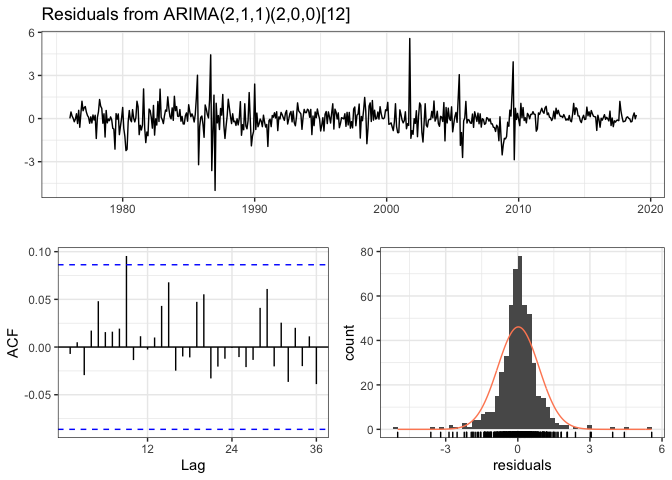 Residuals from ARIMA(2,1,1)(2,0,0)[12]
6
3
0
-3
1980 1990 2000 2010 2020
0.10
0.05
0.00
-0.05
ACF
12 24 36
Lag
80
60
40
20
0
count
-3 0 3 6
residuals